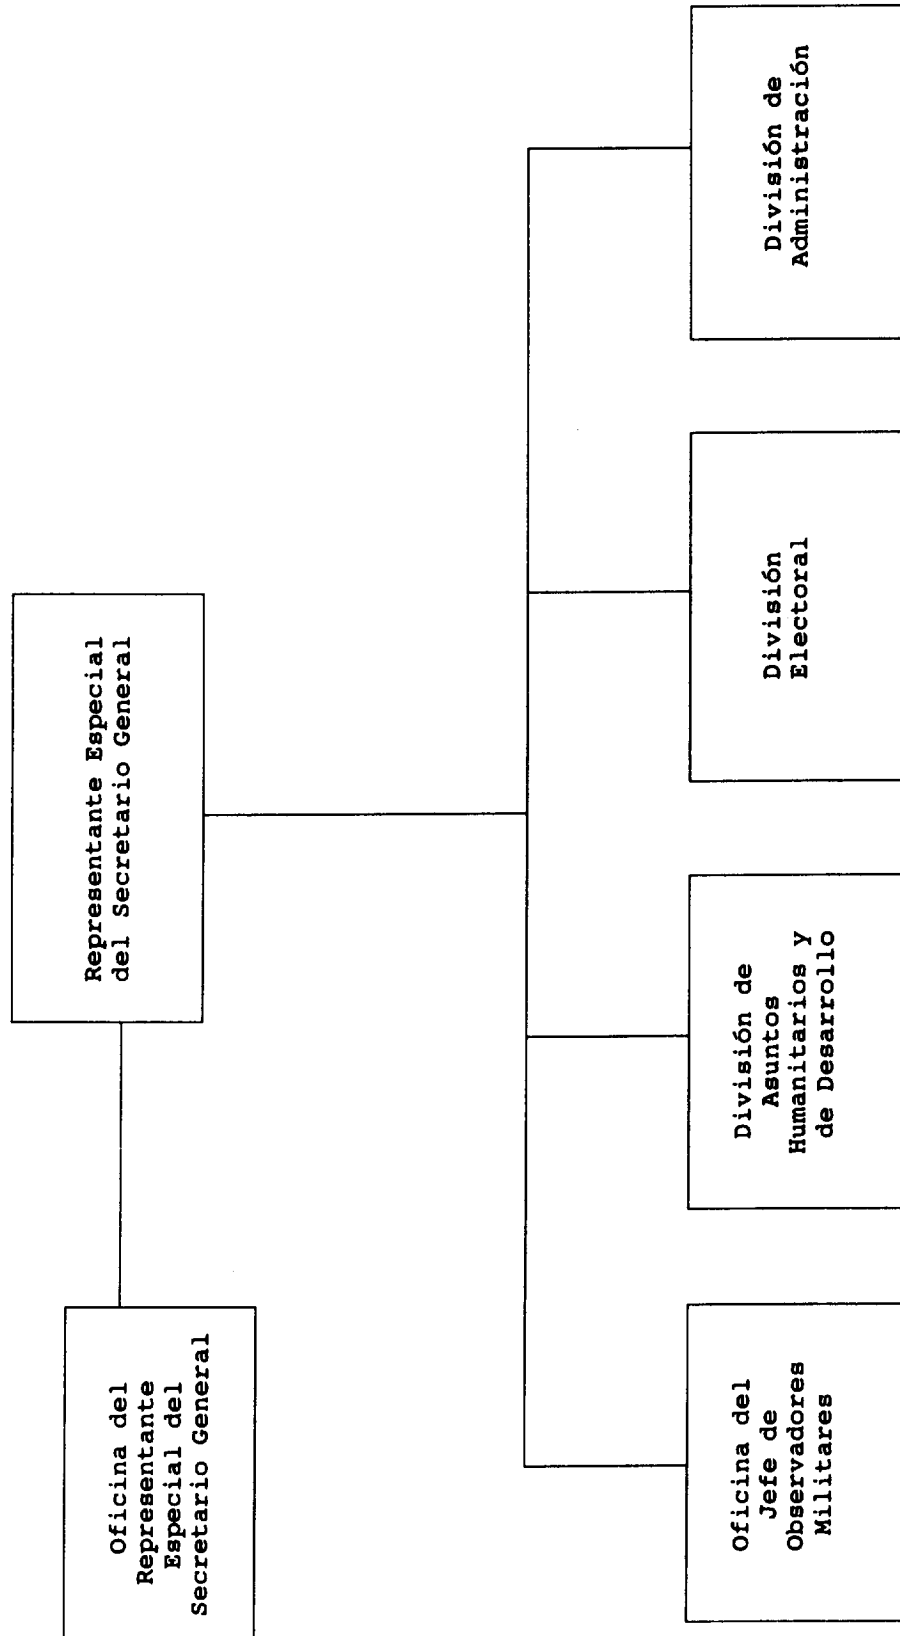 Representante Especial
del Secretario General
Oficina del
Representante
Especial del
Secretario General
Oficina del
Jefe de
Observadores
Militares
División de
Asuntos
Humanitarios y
de Desarrollo
División
Electoral
División de
Administración